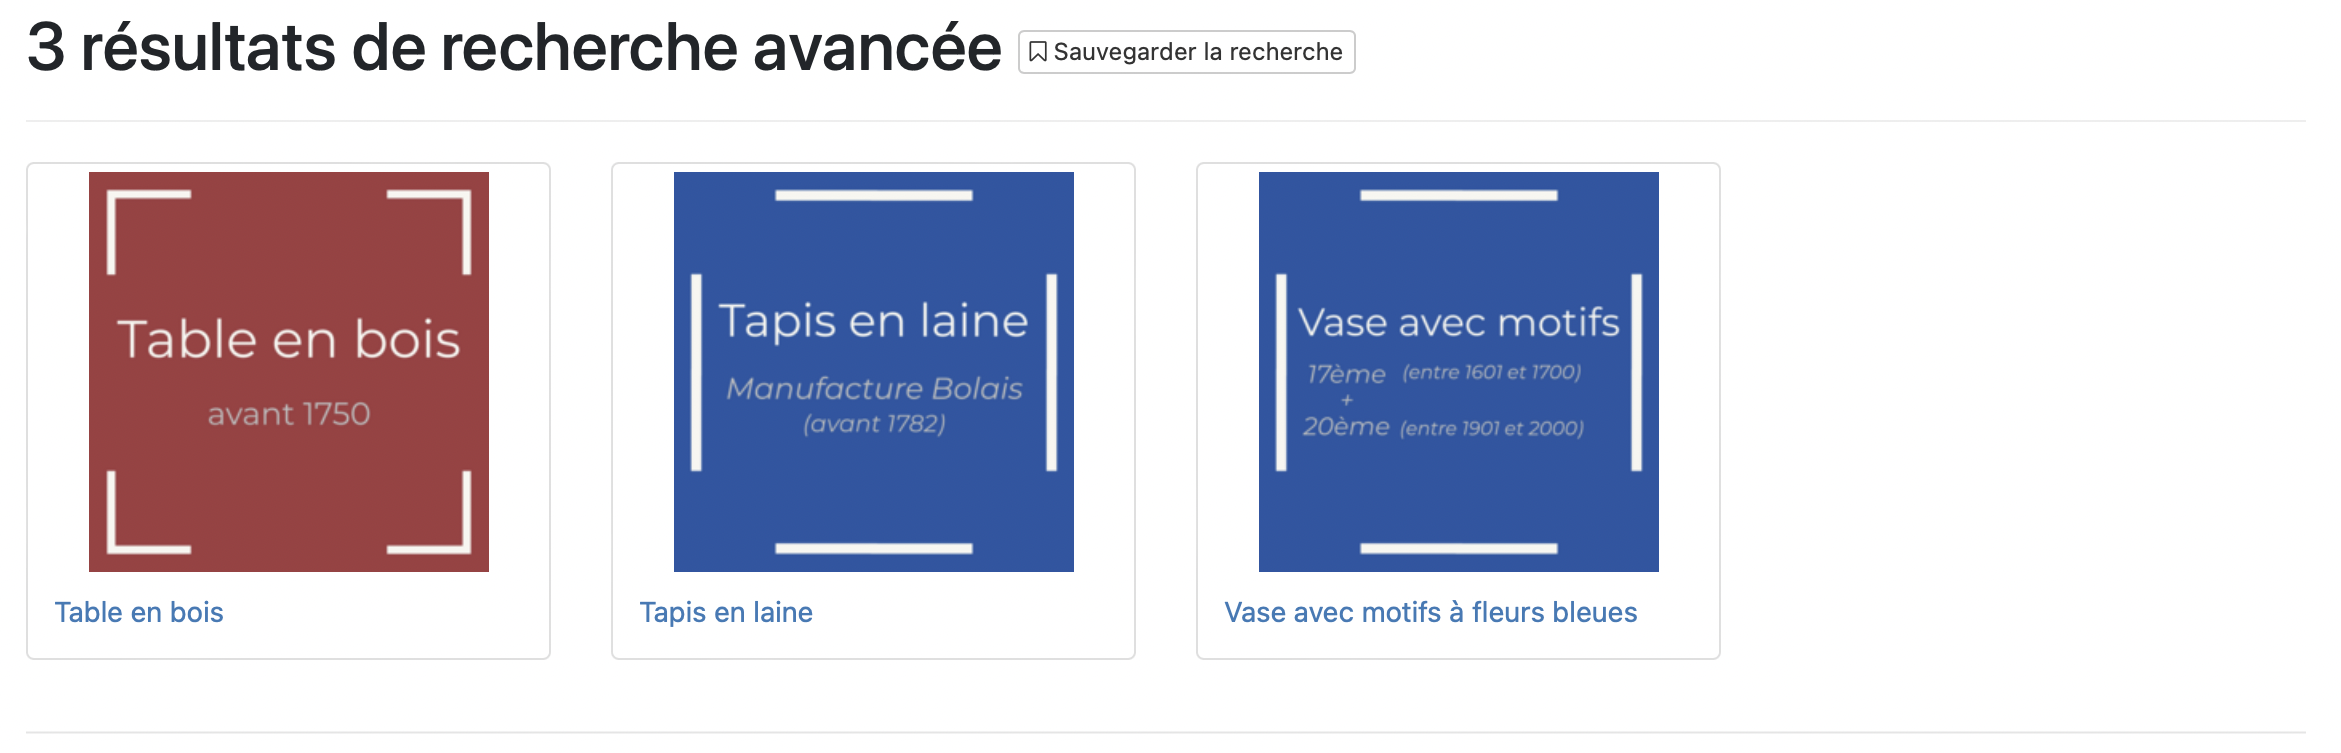 3 résultats de recherche avancée
Sauvegarder la recherche
Table en bois
avant 1750
Table en bois
Tapis en laine
Manufacture Bolais
(avant 1782)
Tapis en laine
Vase avec motifs
17ème (entre 1601 et 1700)
+
20ème (entre 1901 et 2000)
Vase avec motifs à fleurs bleues